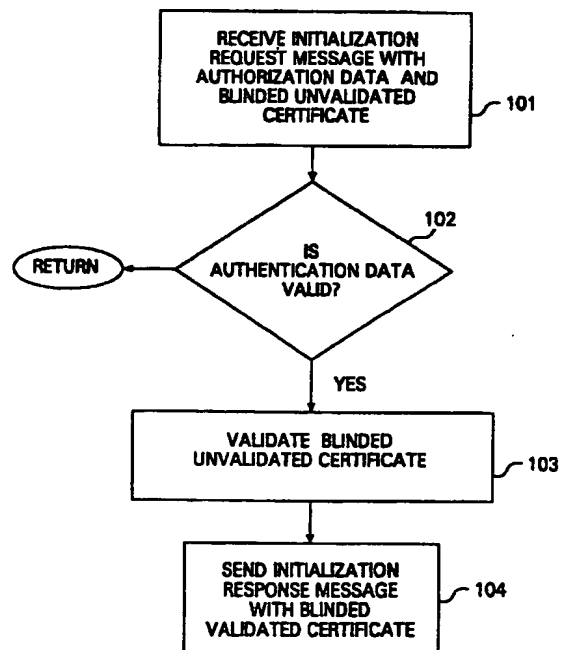 RECEIVE INITIALIZATION
REQUEST MESSAGE WITH
AUTHORIZATION DATA AND
BLINDED UNVALIDATED
CERTIFICATE
101
102
IS
AUTHENTICATION DATA
VALID?
RETURN
YES
VALIDATE BLINDED
UNVALIDATED CERTIFICATE
103
SEND INITIALIZATION
RESPONSE MESSAGE
WITH BLINDED
VALIDATED CERTIFICATE
104